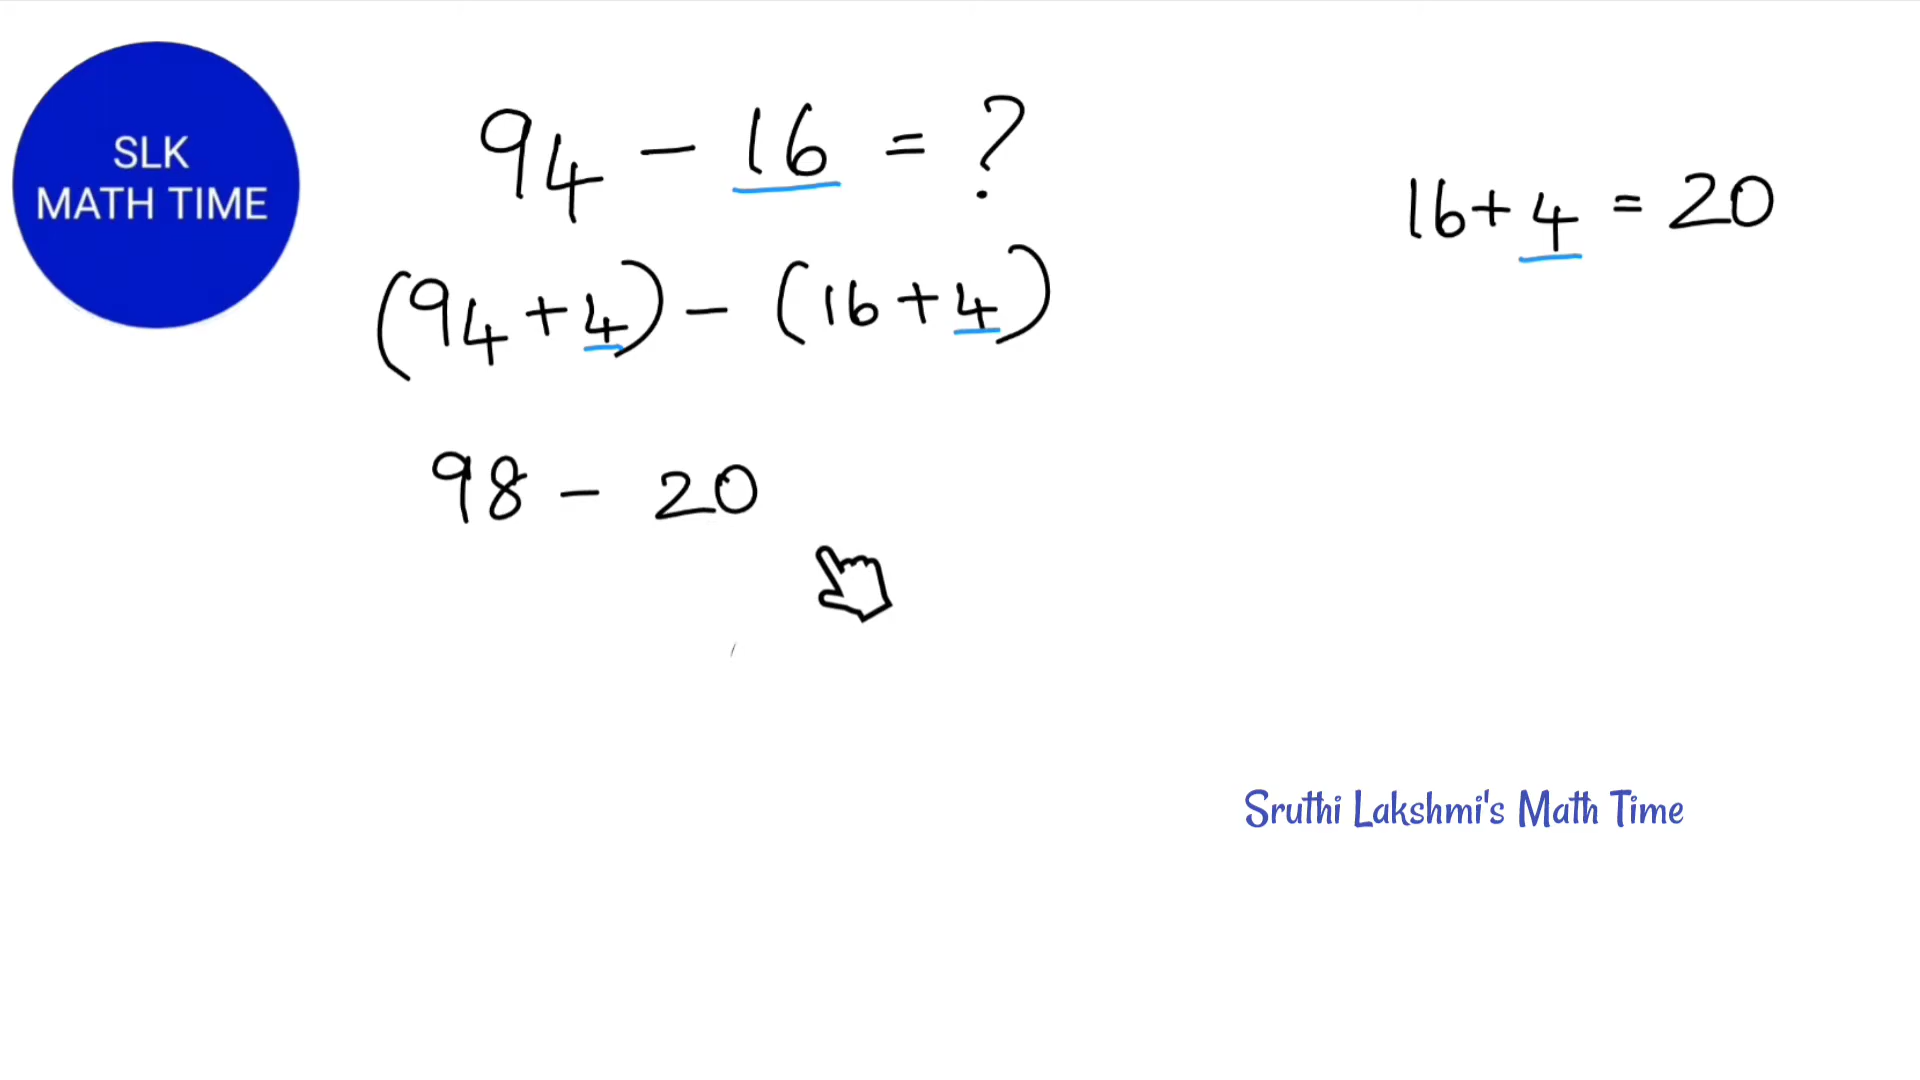 SLK
MATH TIME
94 - 16 = ?
16 + 4 = 20
(94 + 4) - (16 + 4)
98 - 20
Sruthi Lakshmi's Math Time